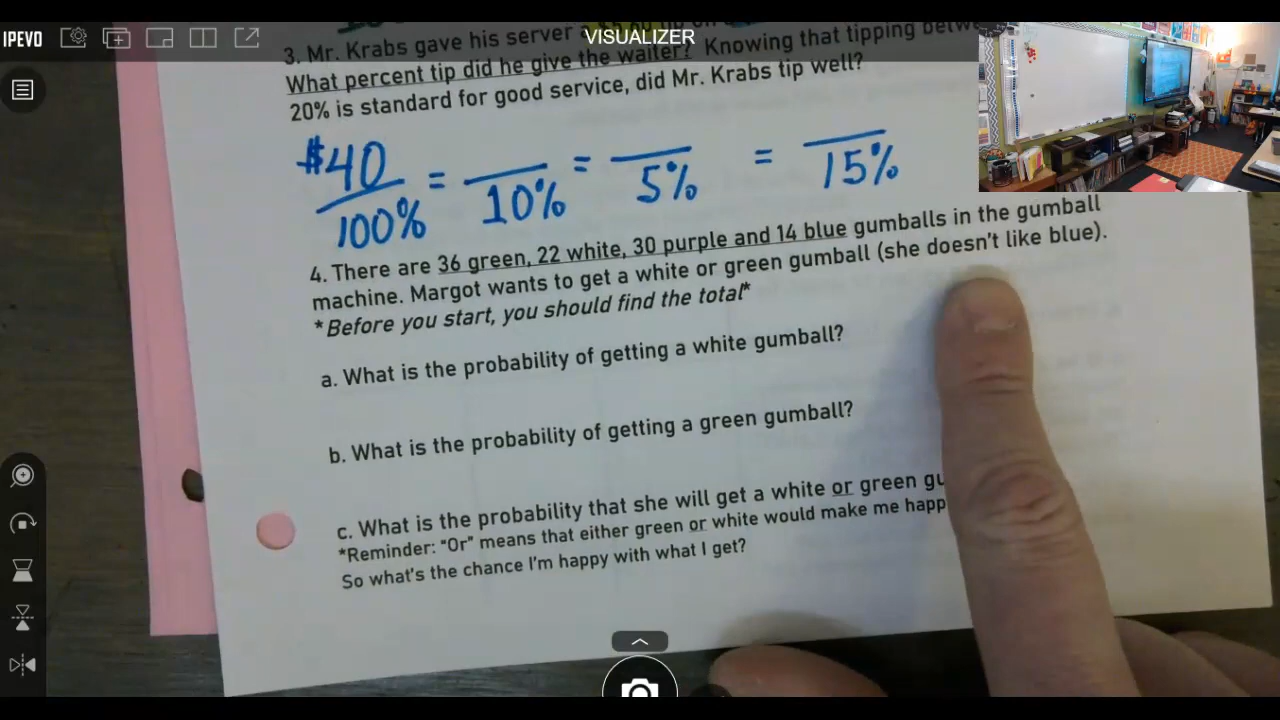 IPEVO
VISUALIZER
3. Mr. Krabs gave his server a $5.60 tip on
What percent tip did he give the waiter? Knowing that tipping
20% is standard for good service, did Mr. Krabs tip well?
$40 = = =
100% 10% 5% 15%
4. There are 36 green, 22 white, 30 purple and 14 blue gumballs in the gumball
machine. Margot wants to get a white or green gumball (she doesn't like blue).
*Before you start, you should find the total*
a. What is the probability of getting a white gumball?
b. What is the probability of getting a green gumball?
c. What is the probability that she will get a white or green
*Reminder: "Or" means that either green or white would make me
So what's the chance I'm happy with what I get?